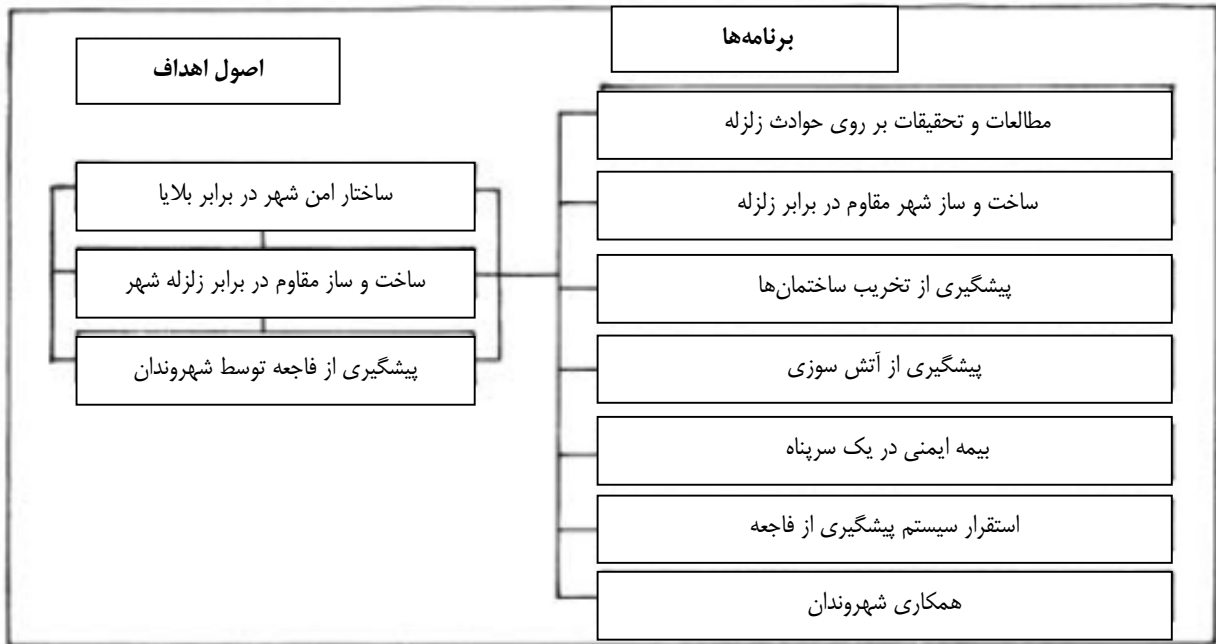 برنامه‌ها
اصول اهداف
مطالعات و تحقیقات بر روی حوادث زلزله
ساخت و ساز شهر مقاوم در برابر زلزله
پیشگیری از تخریب ساختمان‌ها
پیشگیری از آتش سوزی
بیمه ایمنی در یک سرپناه
استقرار سیستم پیشگیری از فاجعه
همکاری شهروندان
ساختار امن شهر در برابر بلایا
ساخت و ساز مقاوم در برابر زلزله شهر
پیشگیری از فاجعه توسط شهروندان